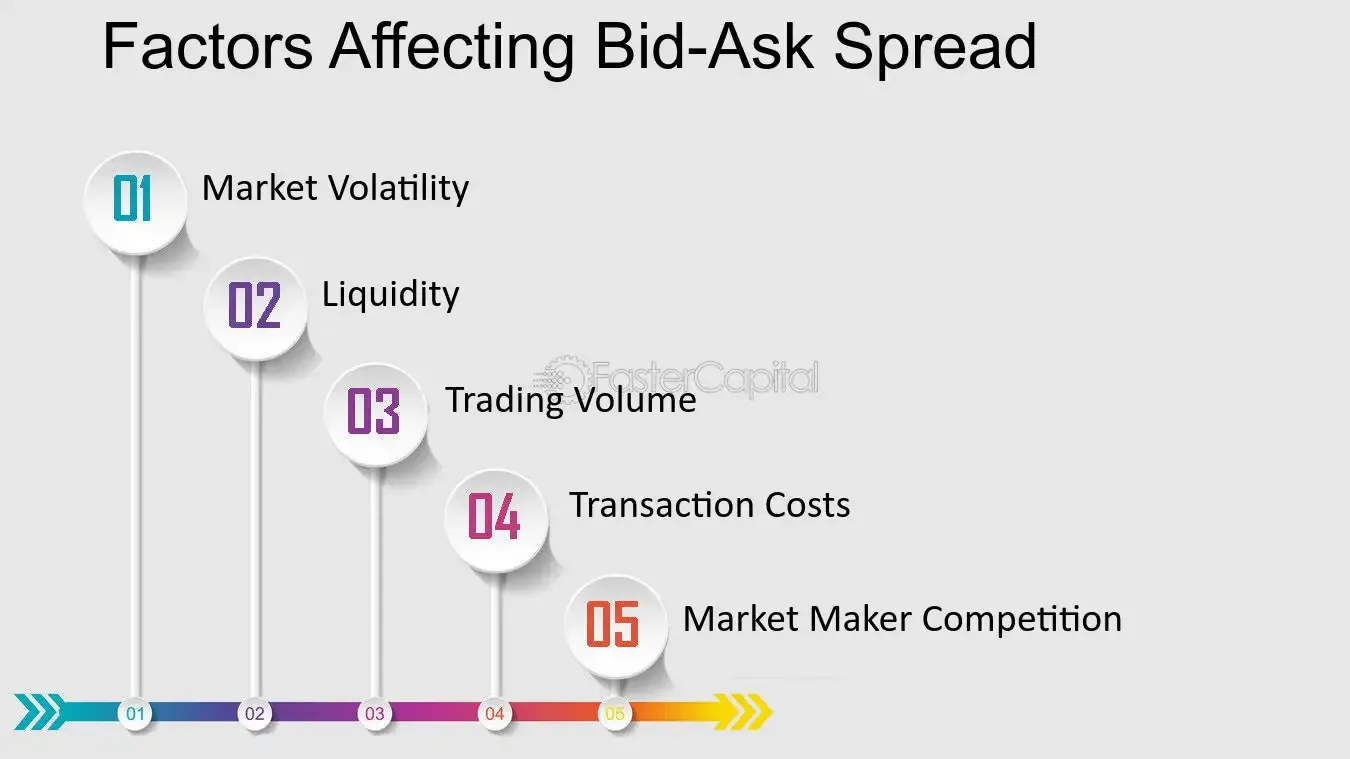 Factors Affecting Bid-Ask Spread
01 Market Volatility
02 Liquidity
FasterCapital
03 Trading Volume
04 Transaction Costs
05 Market Maker Competition
01 02 03 04 05